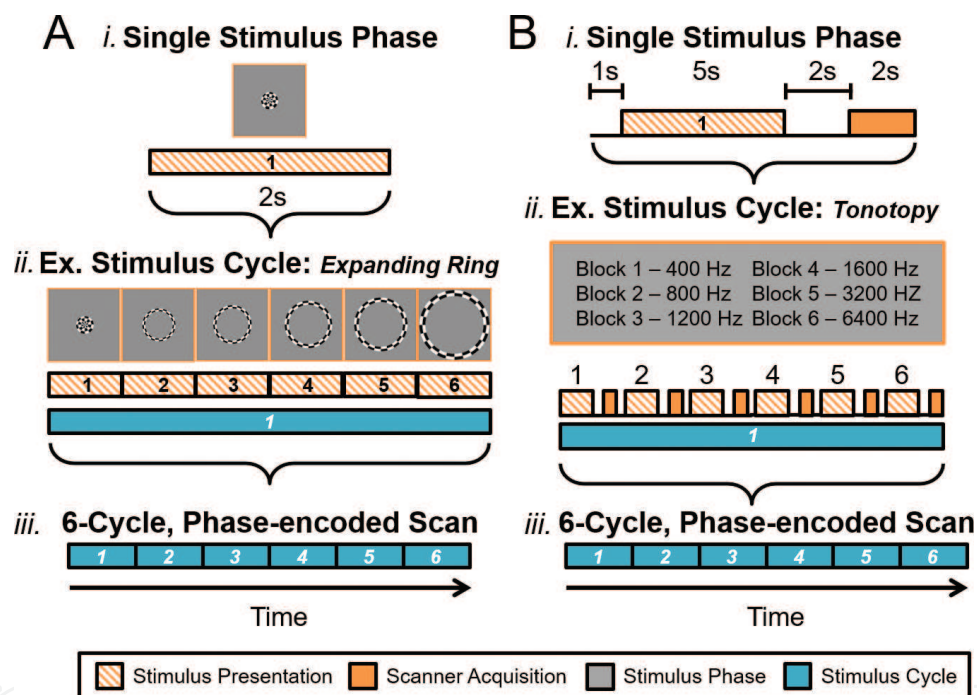 A
i. Single Stimulus Phase
1
2s
ii. Ex. Stimulus Cycle: Expanding Ring
1 2 3 4 5 6
1
iii. 6-Cycle, Phase-encoded Scan
1 2 3 4 5 6
Time
B
i. Single Stimulus Phase
1s 5s 2s 2s
1
ii. Ex. Stimulus Cycle: Tonotopy
Block 1 – 400 Hz Block 4 – 1600 Hz
Block 2 – 800 Hz Block 5 – 3200 HZ
Block 3 – 1200 Hz Block 6 – 6400 Hz
1 2 3 4 5 6
1
iii. 6-Cycle, Phase-encoded Scan
1 2 3 4 5 6
Time
Stimulus Presentation Scanner Acquisition Stimulus Phase Stimulus Cycle